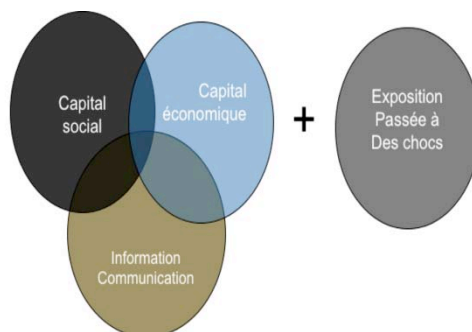 Capital
social
Capital
économique
+
Exposition
Passée à
Des chocs
Information
Communication